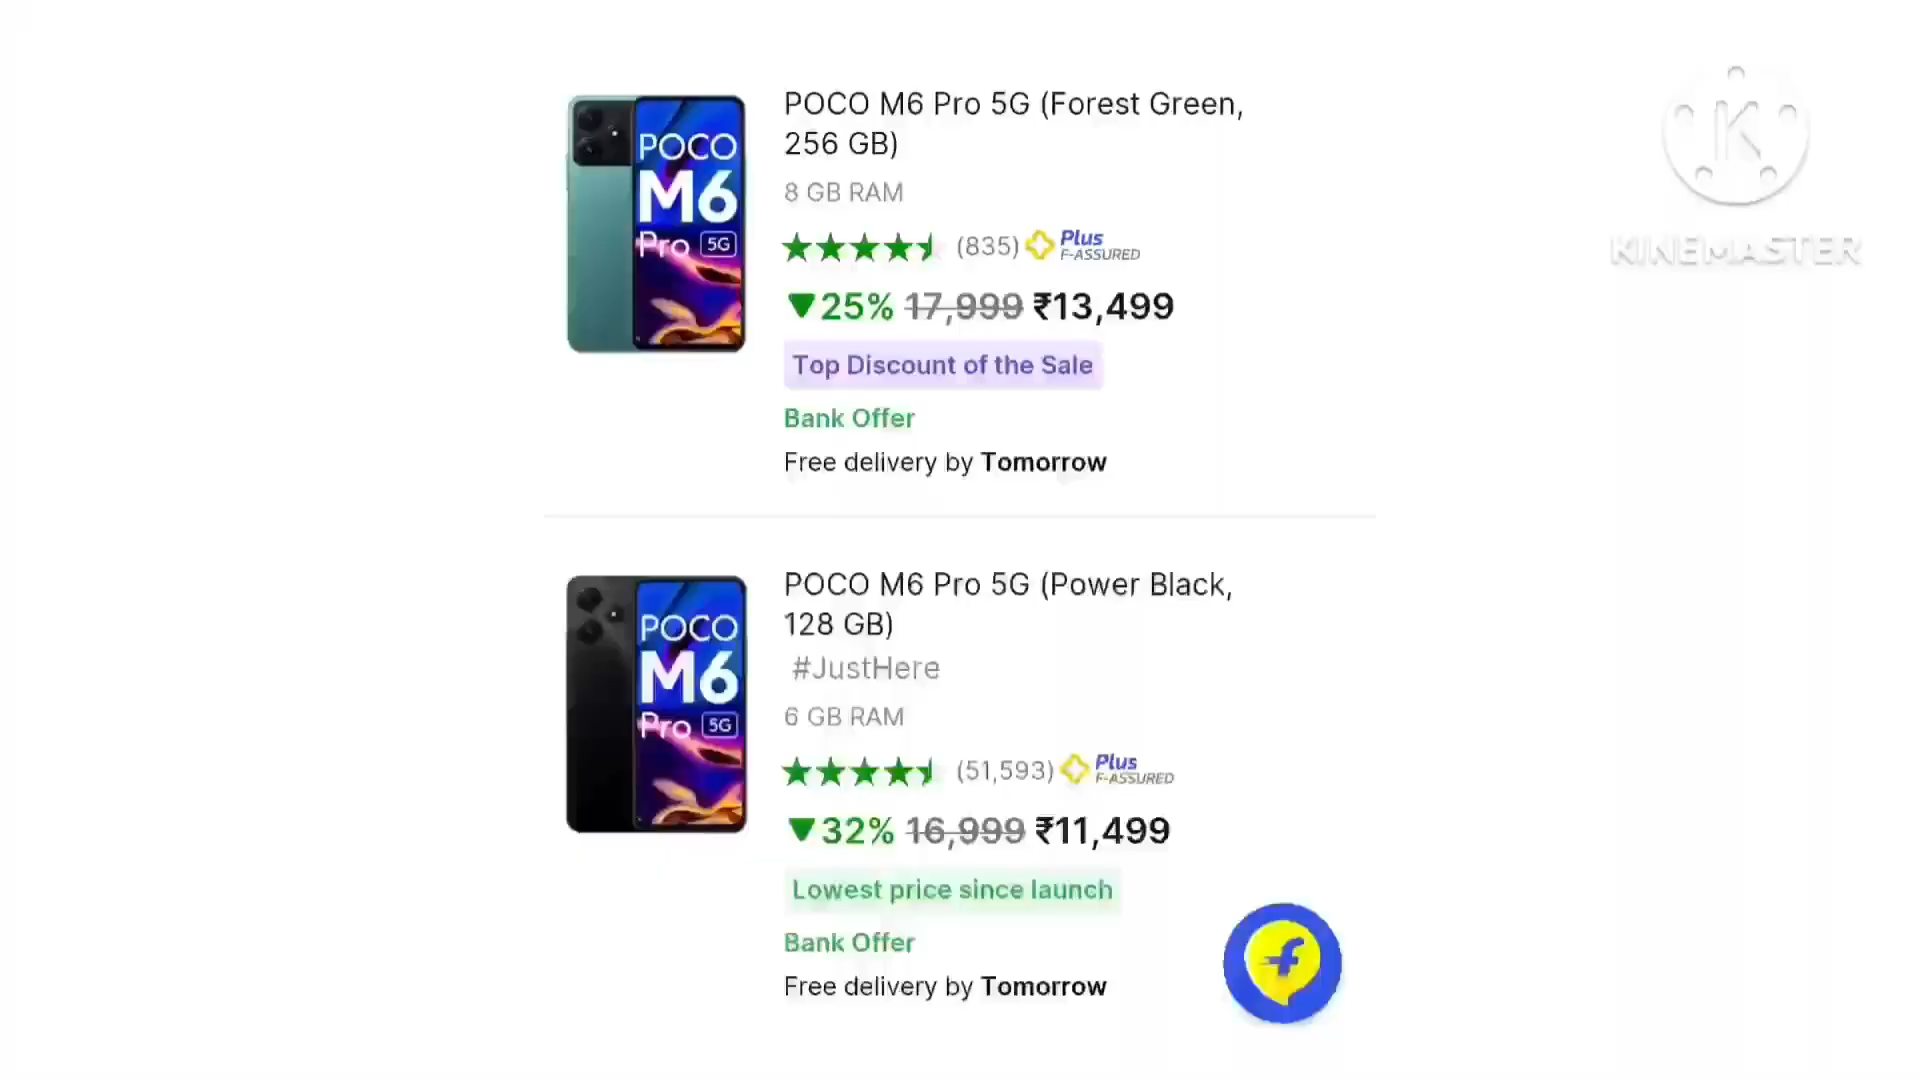 POCO M6 Pro 5G (Forest Green,
256 GB)
8 GB RAM
(835) Plus
F-ASSURED
▼25% 17,999 ₹13,499
Top Discount of the Sale
Bank Offer
Free delivery by Tomorrow
POCO
M6
Pro 5G
POCO M6 Pro 5G (Power Black,
128 GB)
#JustHere
6 GB RAM
(51,593) Plus
F-ASSURED
▼32% 16,999 ₹11,499
Lowest price since launch
Bank Offer
Free delivery by Tomorrow
POCO
M6
Pro 5G
f
K
KINEMASTER